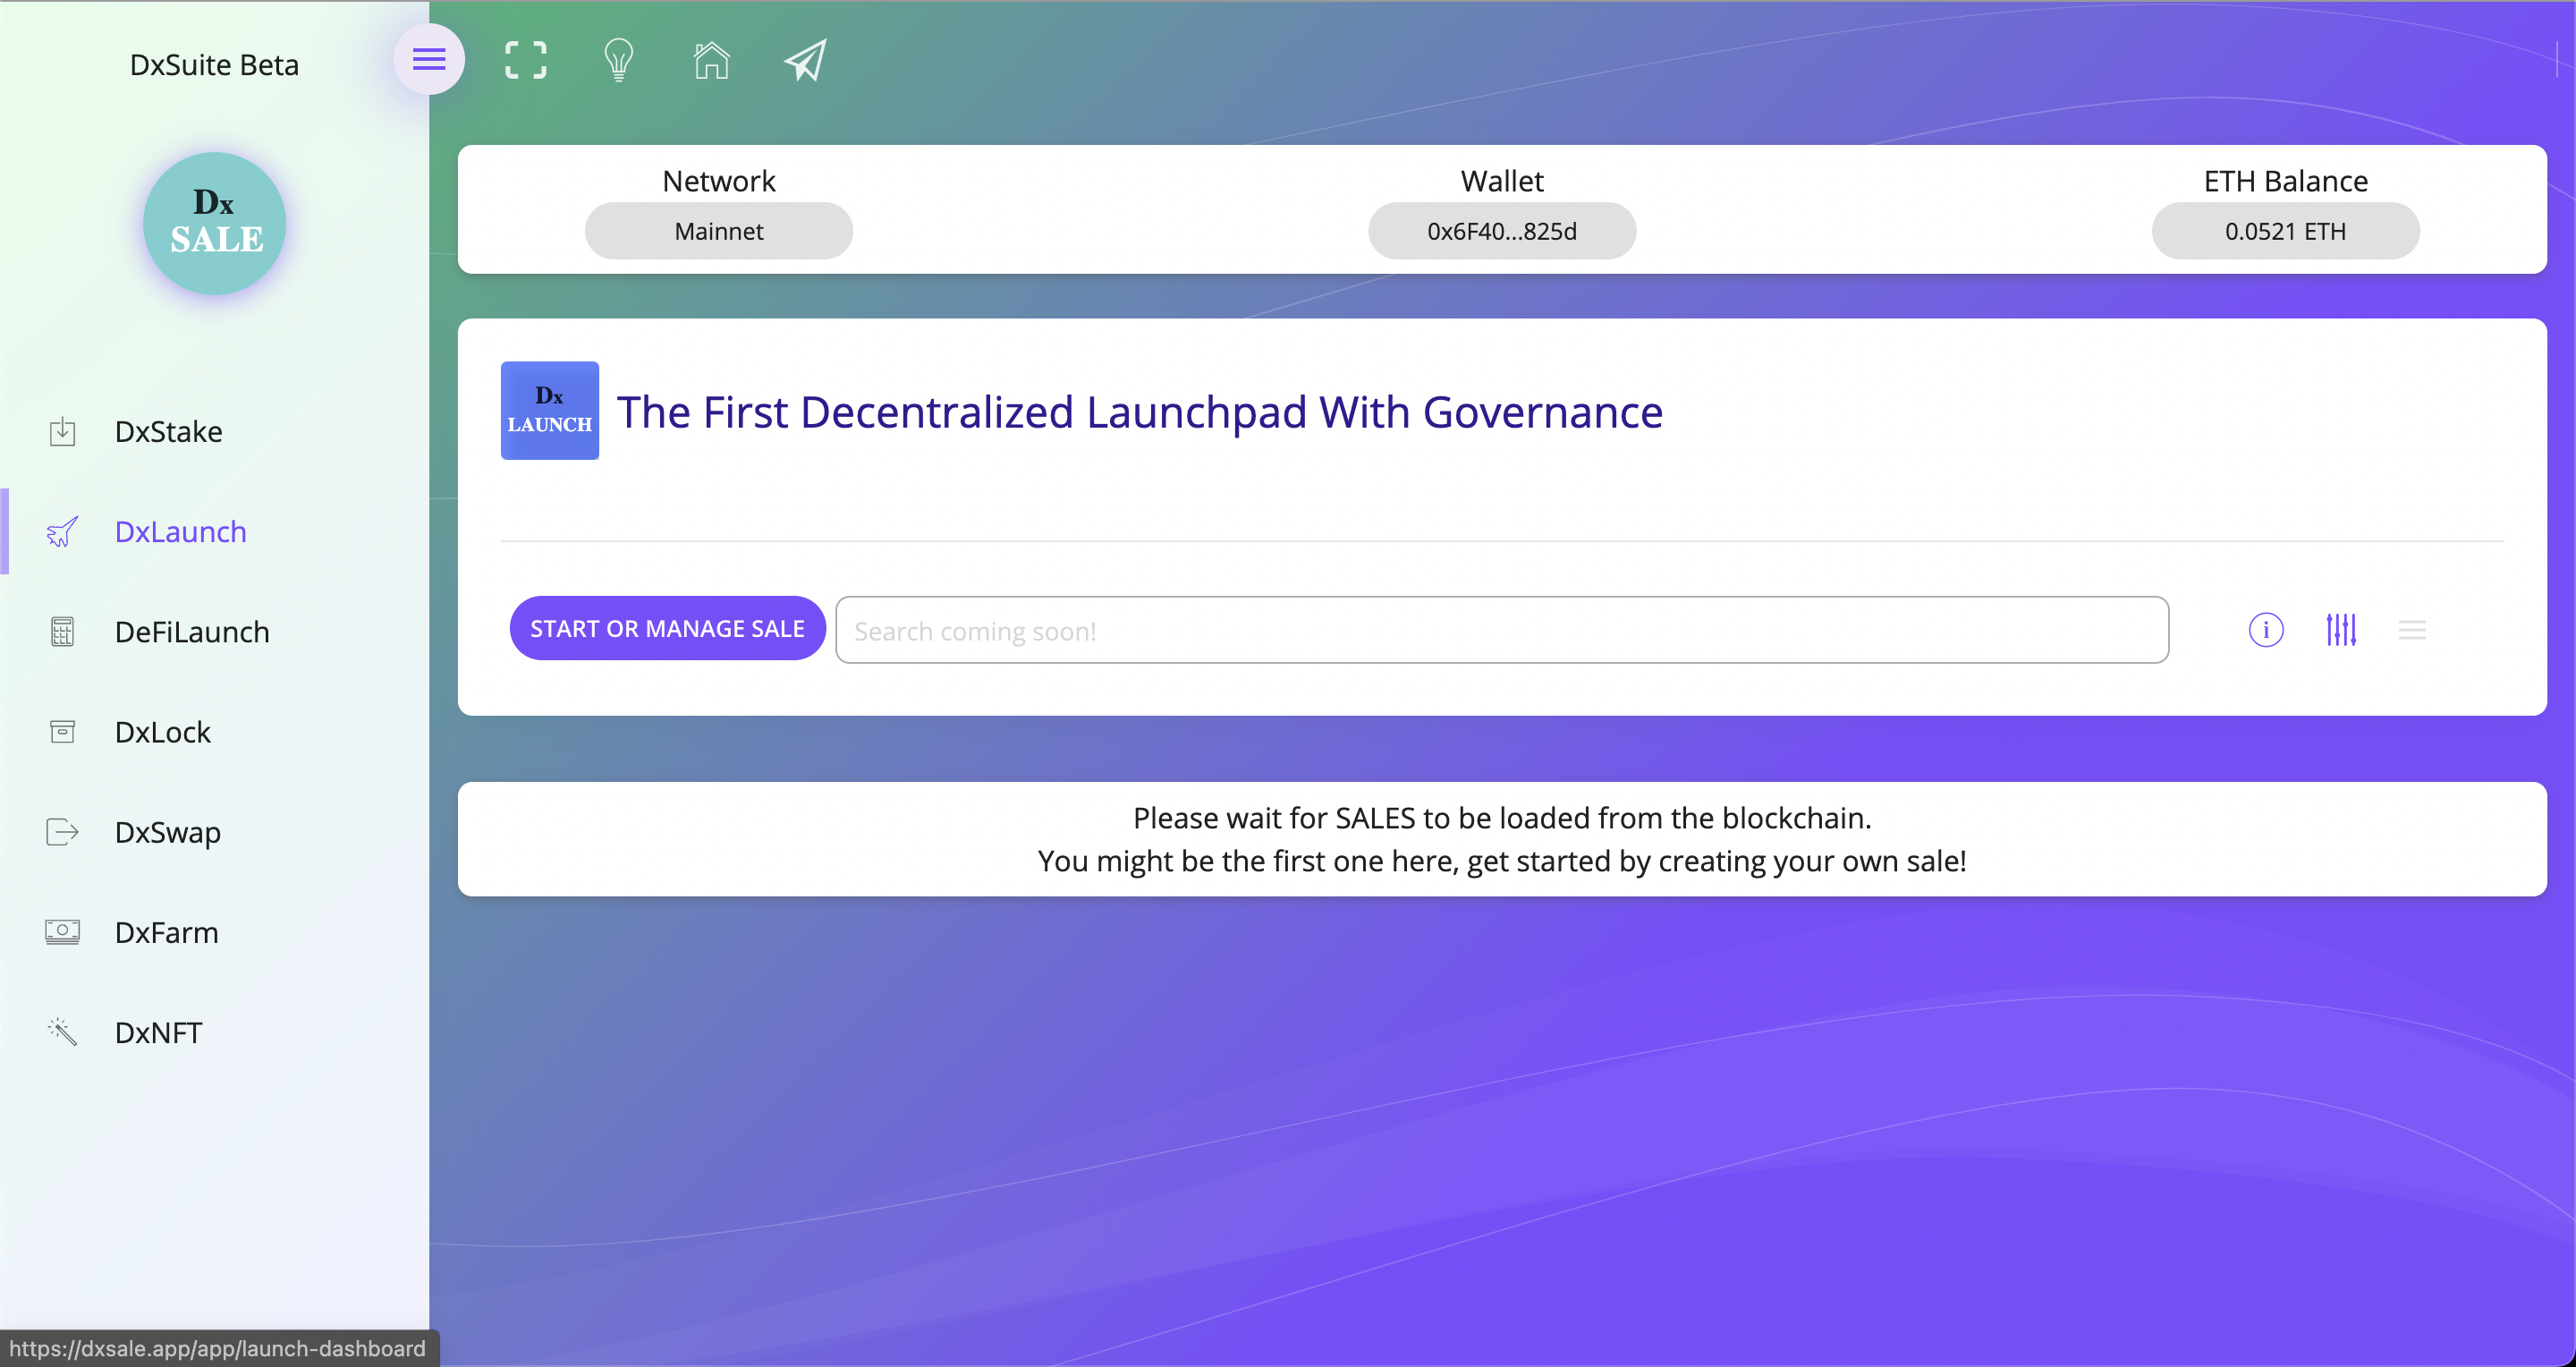 DxSuite Beta
Dx
SALE
DxStake
DxLaunch
DeFiLaunch
DxLock
DxSwap
DxFarm
DxNFT
Network
Mainnet
Wallet
0x6F40...825d
ETH Balance
0.0521 ETH
Dx
LAUNCH
The First Decentralized Launchpad With Governance
START OR MANAGE SALE
Search coming soon!
Please wait for SALES to be loaded from the blockchain.
You might be the first one here, get started by creating your own sale!
https://dxsale.app/app/launch-dashboard